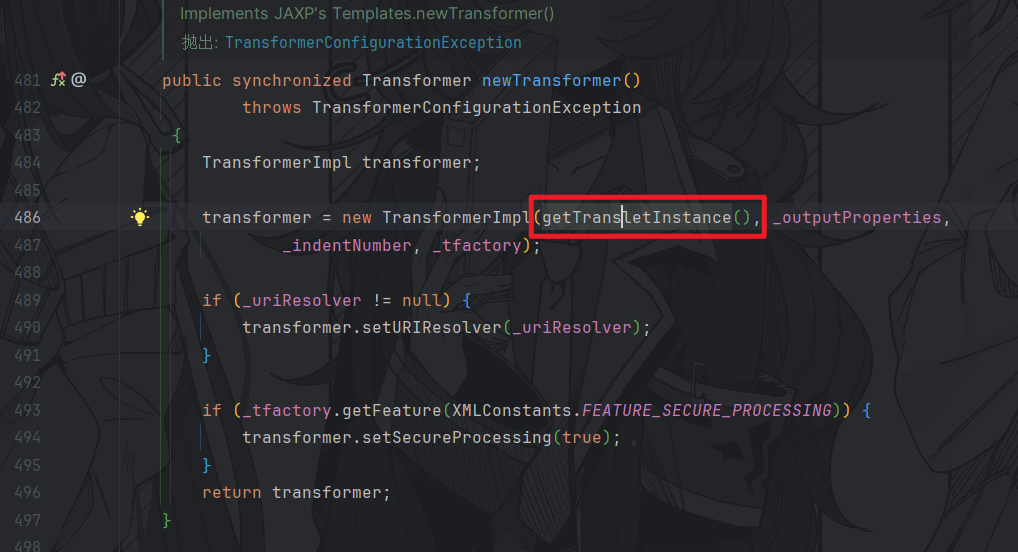 Implements JAXP's Templates.newTransformer()
抛出: TransformerConfigurationException
481 @ public synchronized Transformer newTransformer()
482 throws TransformerConfigurationException
483 {
484 TransformerImpl transformer;
485
486 transformer = new TransformerImpl(getTransletInstance(), _outputProperties,
487 _indentNumber, _tfactory);
488
489 if (_uriResolver != null) {
490 transformer.setURIResolver(_uriResolver);
491 }
492
493 if (_tfactory.getFeature(XMLConstants.FEATURE_SECURE_PROCESSING)) {
494 transformer.setSecureProcessing(true);
495 }
496 return transformer;
497 }
498